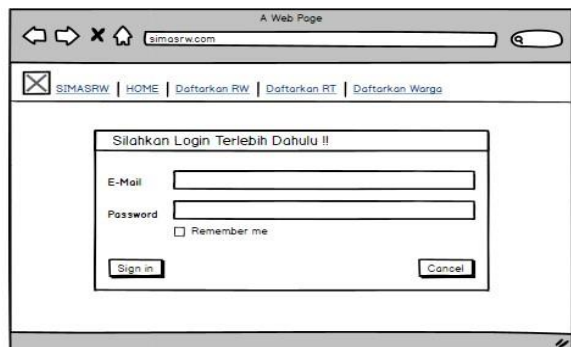 A Web Page
simasrw.com
SIMASRW | HOME | Daftarkan RW | Daftarkan RT | Daftarkan Warga
Silahkan Login Terlebih Dahulu !!
E-Mail
Password
Remember me
Sign in Cancel